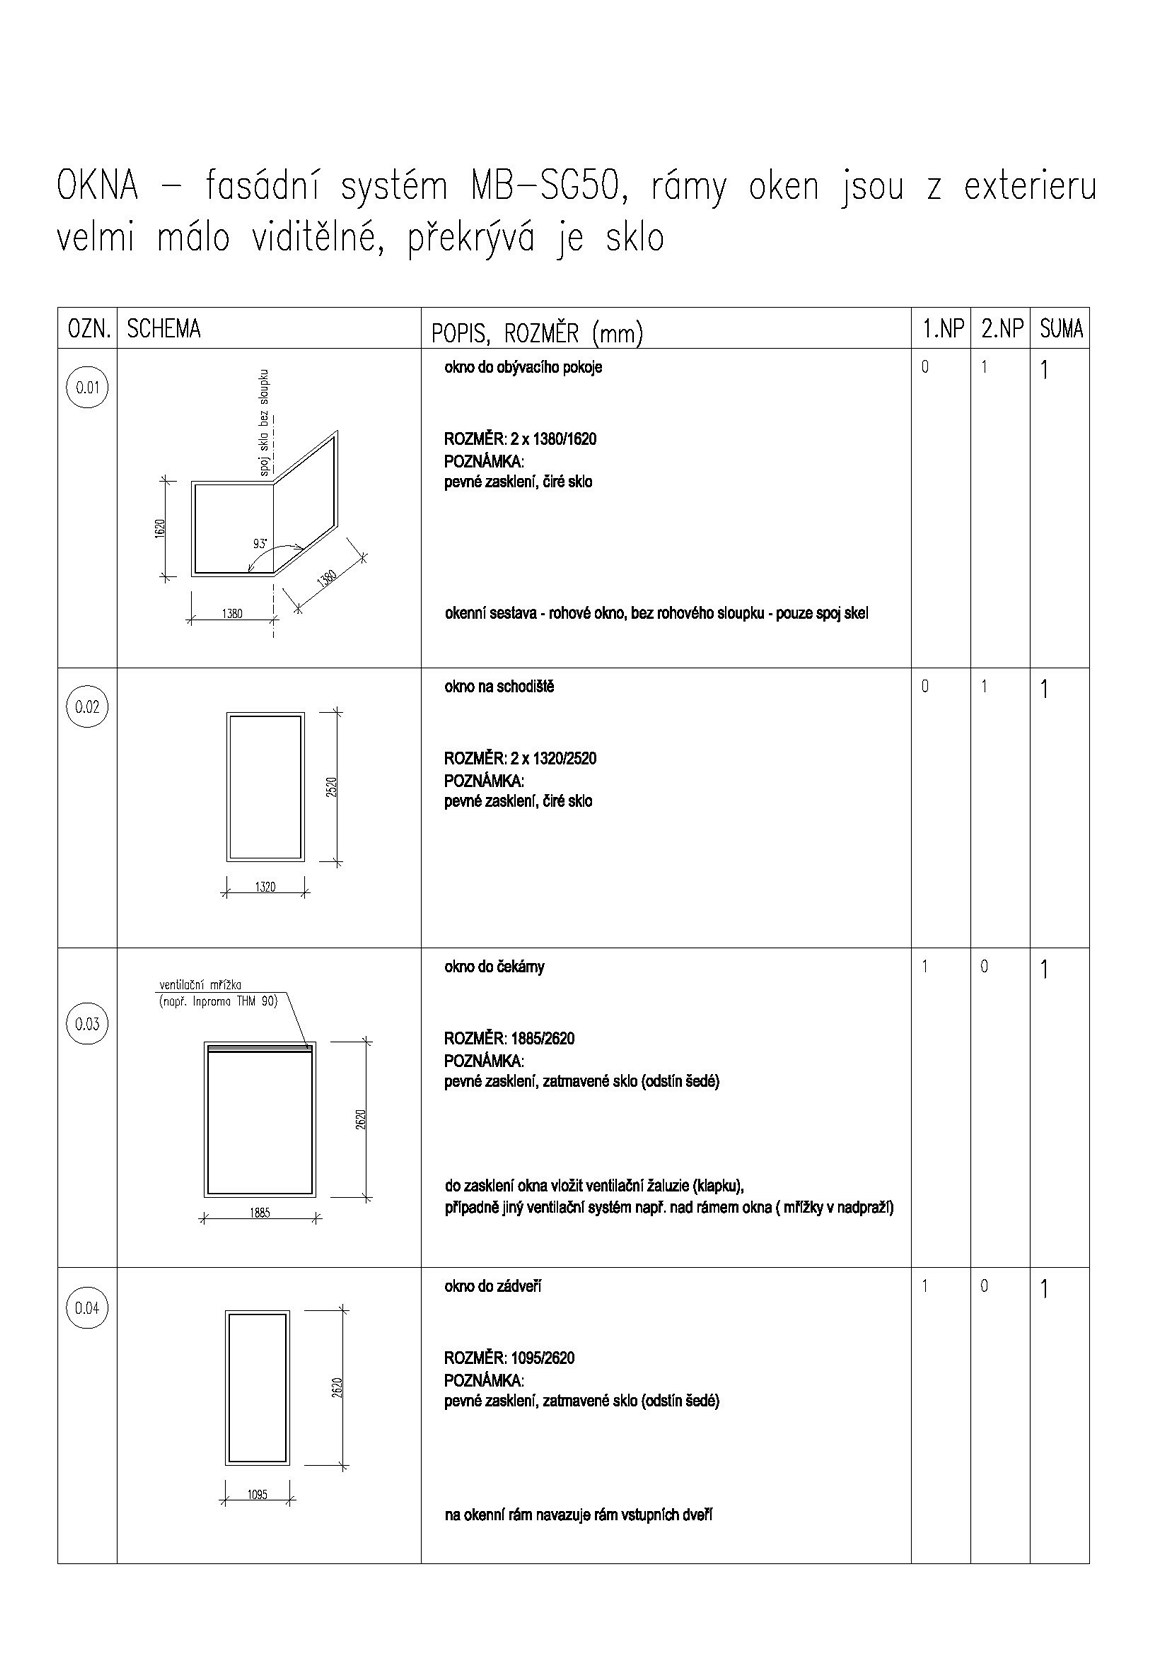 OKNA – fasádní systém MB–SG50, rámy oken jsou z exterieru
velmi málo viditělné, překrývá je sklo
OZN. SCHEMA POPIS, ROZMĚR (mm) 1.NP 2.NP SUMA
0.01
spoj skla bez sloupku
1620
93°
1380
1380
okno do obývacího pokoje 0 1 1
ROZMĚR: 2 x 1380/1620
POZNÁMKA:
pevné zasklení, čiré sklo
okenní sestava - rohové okno, bez rohového sloupku - pouze spoj skel
0.02
2520
1320
okno na schodiště 0 1 1
ROZMĚR: 2 x 1320/2520
POZNÁMKA:
pevné zasklení, čiré sklo
0.03
ventilační mřížka
(např. Inproma THM 90)
2620
1885
okno do čekárny 1 0 1
ROZMĚR: 1885/2620
POZNÁMKA:
pevné zasklení, zatmavené sklo (odstín šedé)
do zasklení okna vložit ventilační žaluzie (klapku),
případně jiný ventilační systém např. nad rámem okna ( mřížky v nadpraží)
0.04
2620
1095
okno do zádveří 1 0 1
ROZMĚR: 1095/2620
POZNÁMKA:
pevné zasklení, zatmavené sklo (odstín šedé)
na okenní rám navazuje rám vstupních dveří